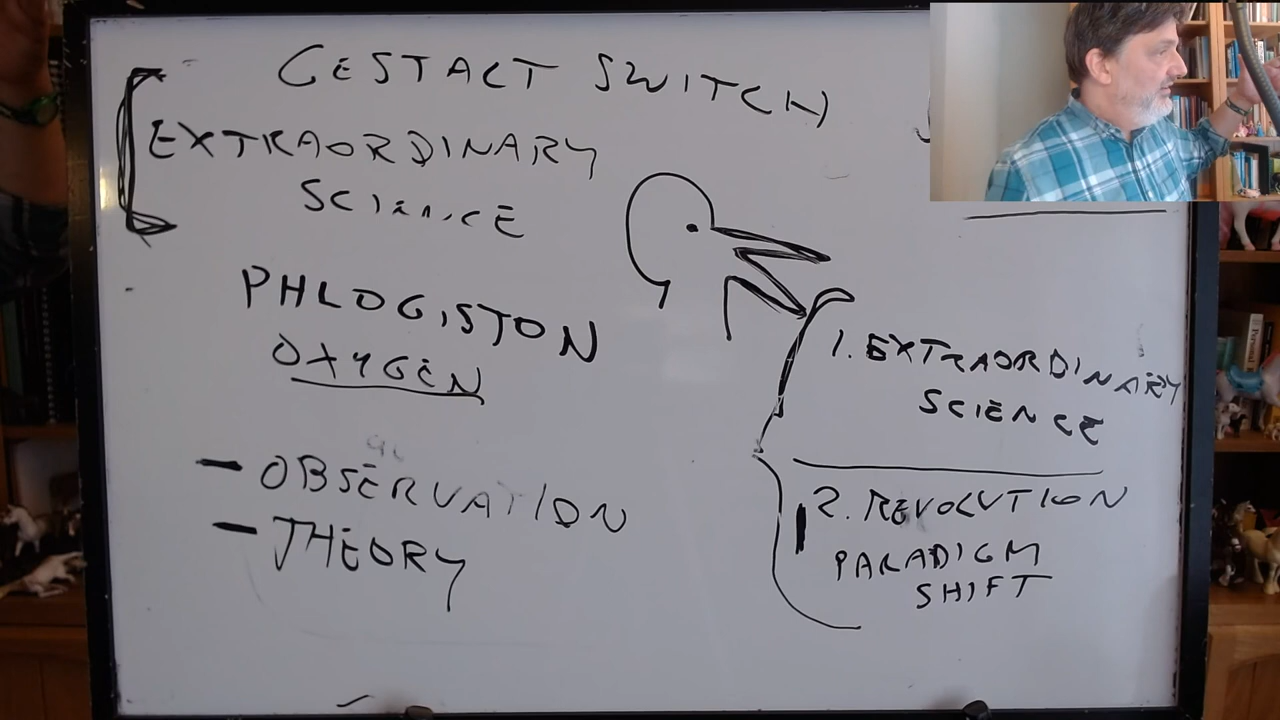 GESTALT SWITCH
EXTRAORDINARY
SCIENCE
PHLOGISTON
OXYGEN
- OBSERVATION
- THEORY
1. EXTRAORDINARY
SCIENCE
2. REVOLUTION
PARADIGM
SHIFT